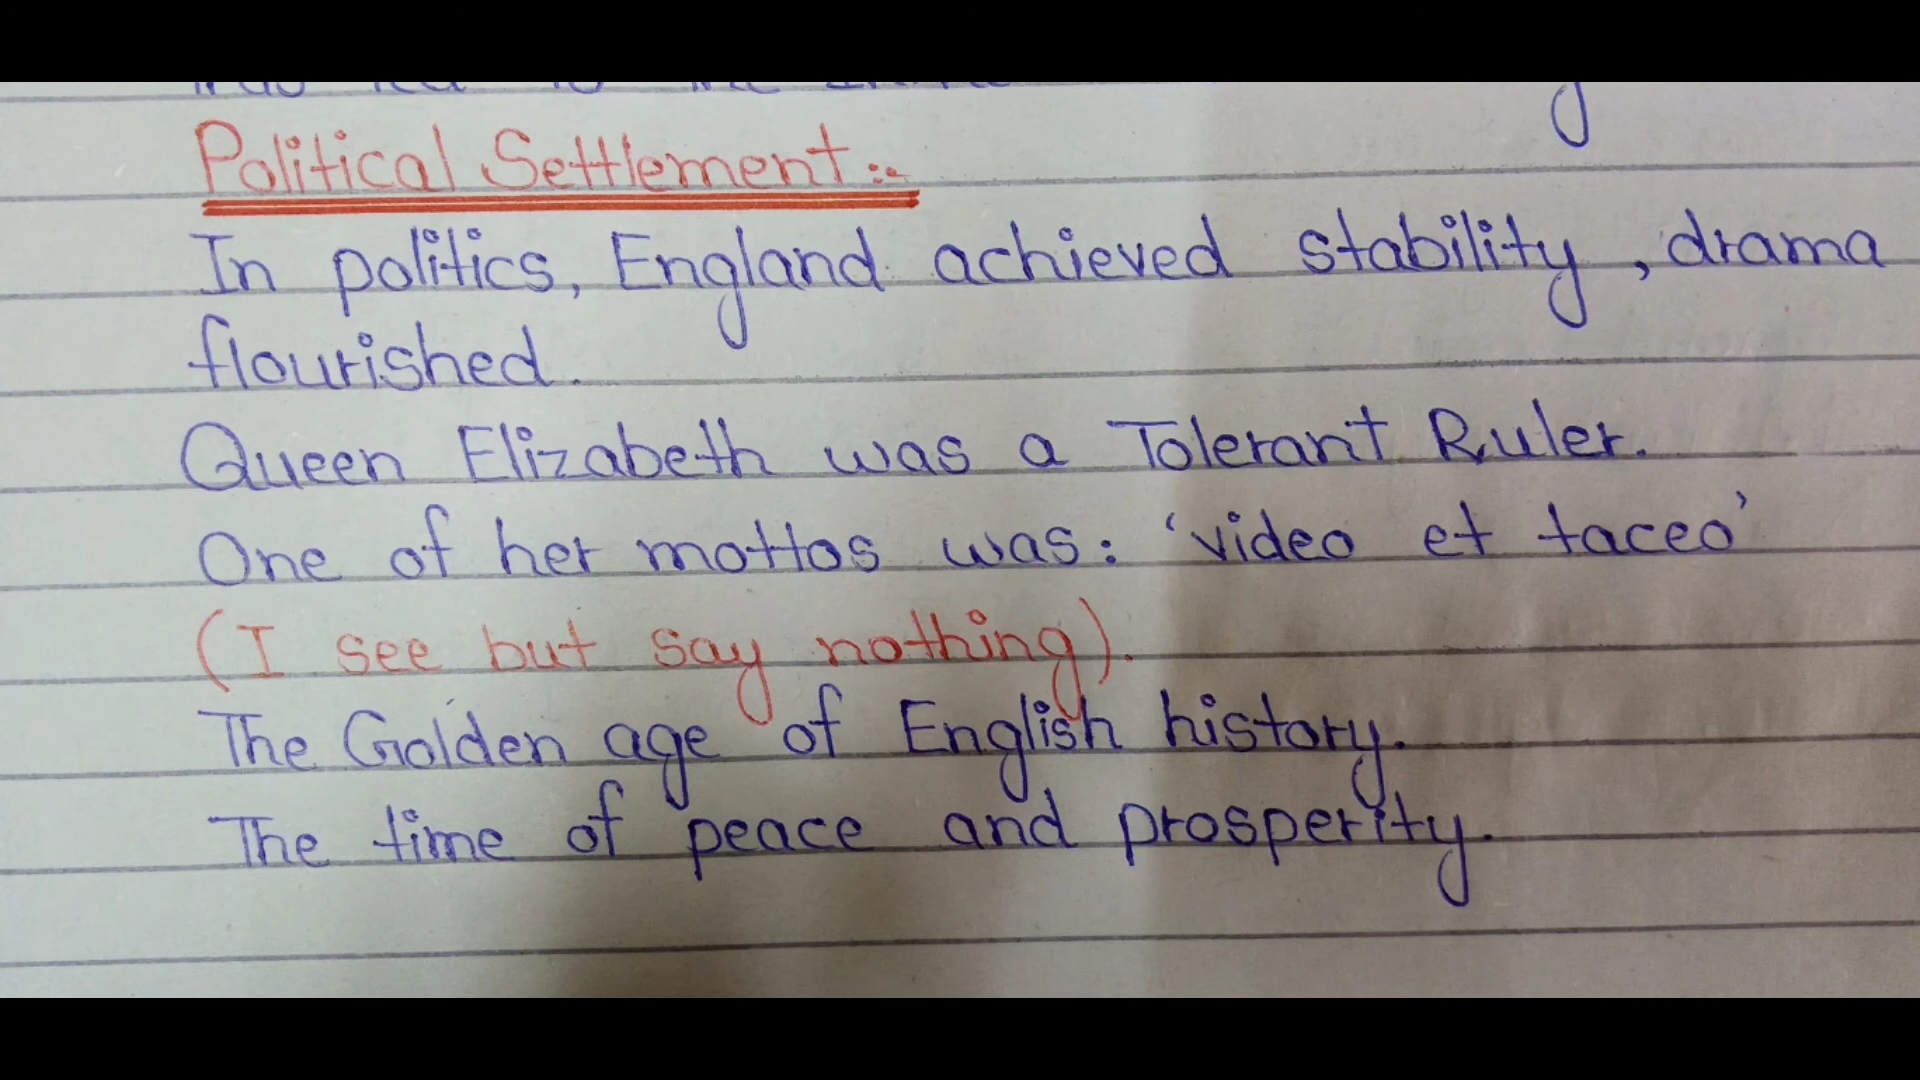 Political Settlement:-
In politics, England achieved stability, drama
flourished.
Queen Elizabeth was a Tolerant Ruler.
One of her mottos was: 'video et taceo'
(I see but say nothing).
The Golden age of English history.
The time of peace and prosperity.